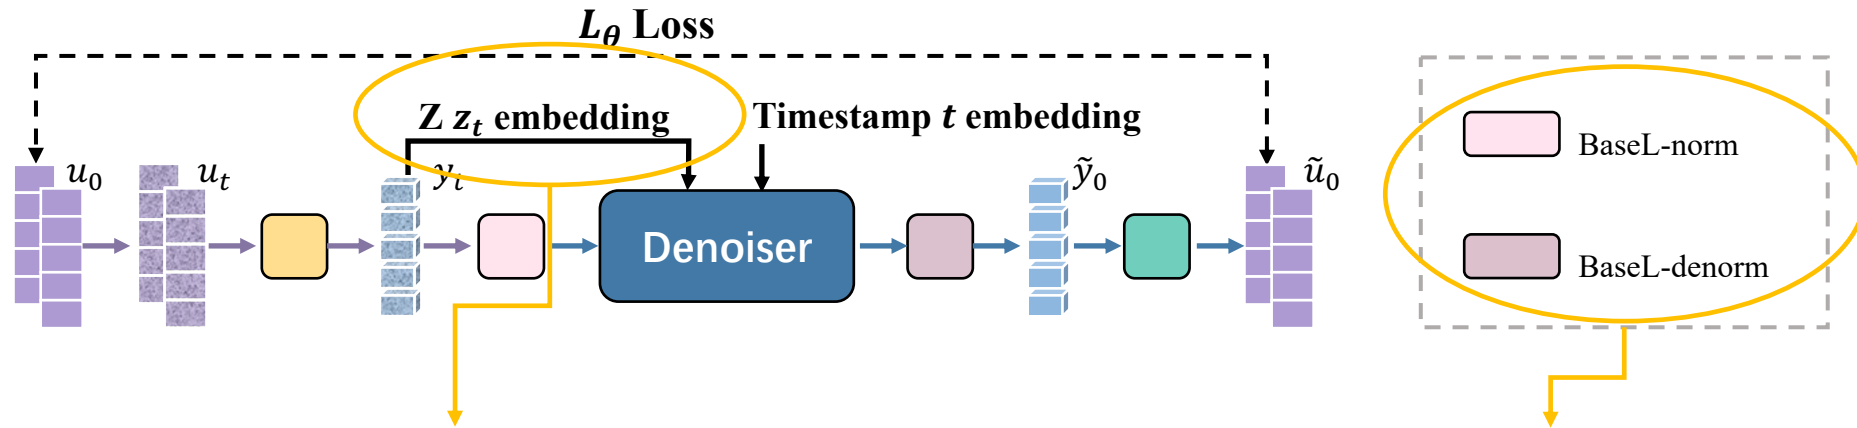 L_θ Loss
Z z_t embedding
Timestamp t embedding
u_0
u_t
y_t
ỹ_0
ũ_0
Denoiser
BaseL-norm
BaseL-denorm